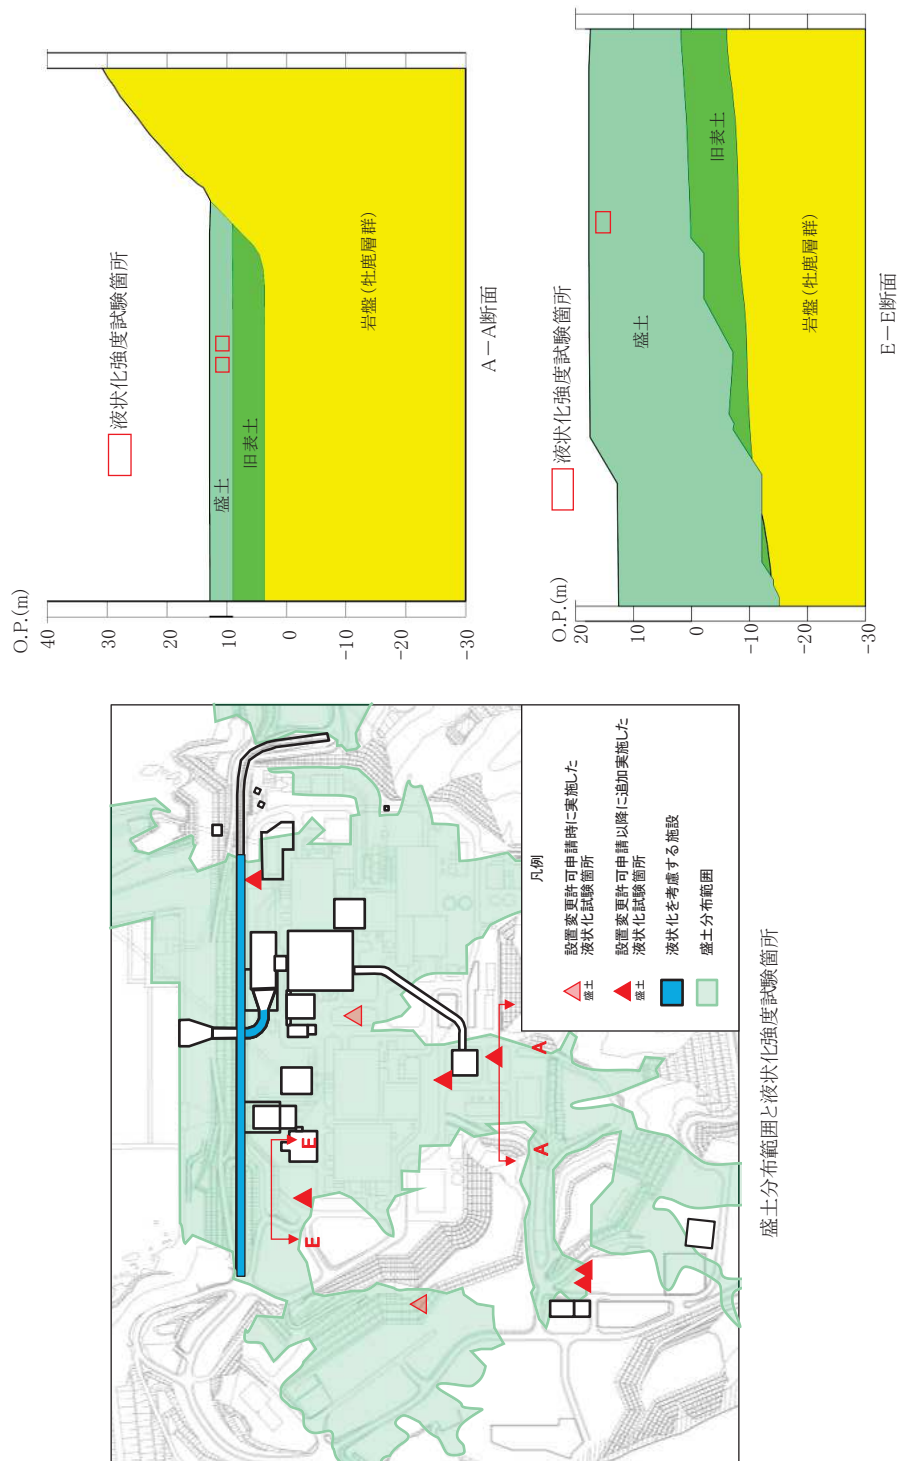 O.P.(m)
40
30
20
10
0
-10
-20
-30
液状化強度試験箇所
盛土
旧表土
岩盤(牡鹿層群)
A－A断面
O.P.(m)
20
10
0
-10
-20
-30
液状化強度試験箇所
盛土
旧表土
岩盤(牡鹿層群)
E－E断面
E
E
A
A
凡例
盛土
設置変更許可申請時に実施した
液状化試験箇所
盛土
設置変更許可申請以降に追加実施した
液状化試験箇所
液状化を考慮する施設
盛土分布範囲
盛土分布範囲と液状化強度試験箇所